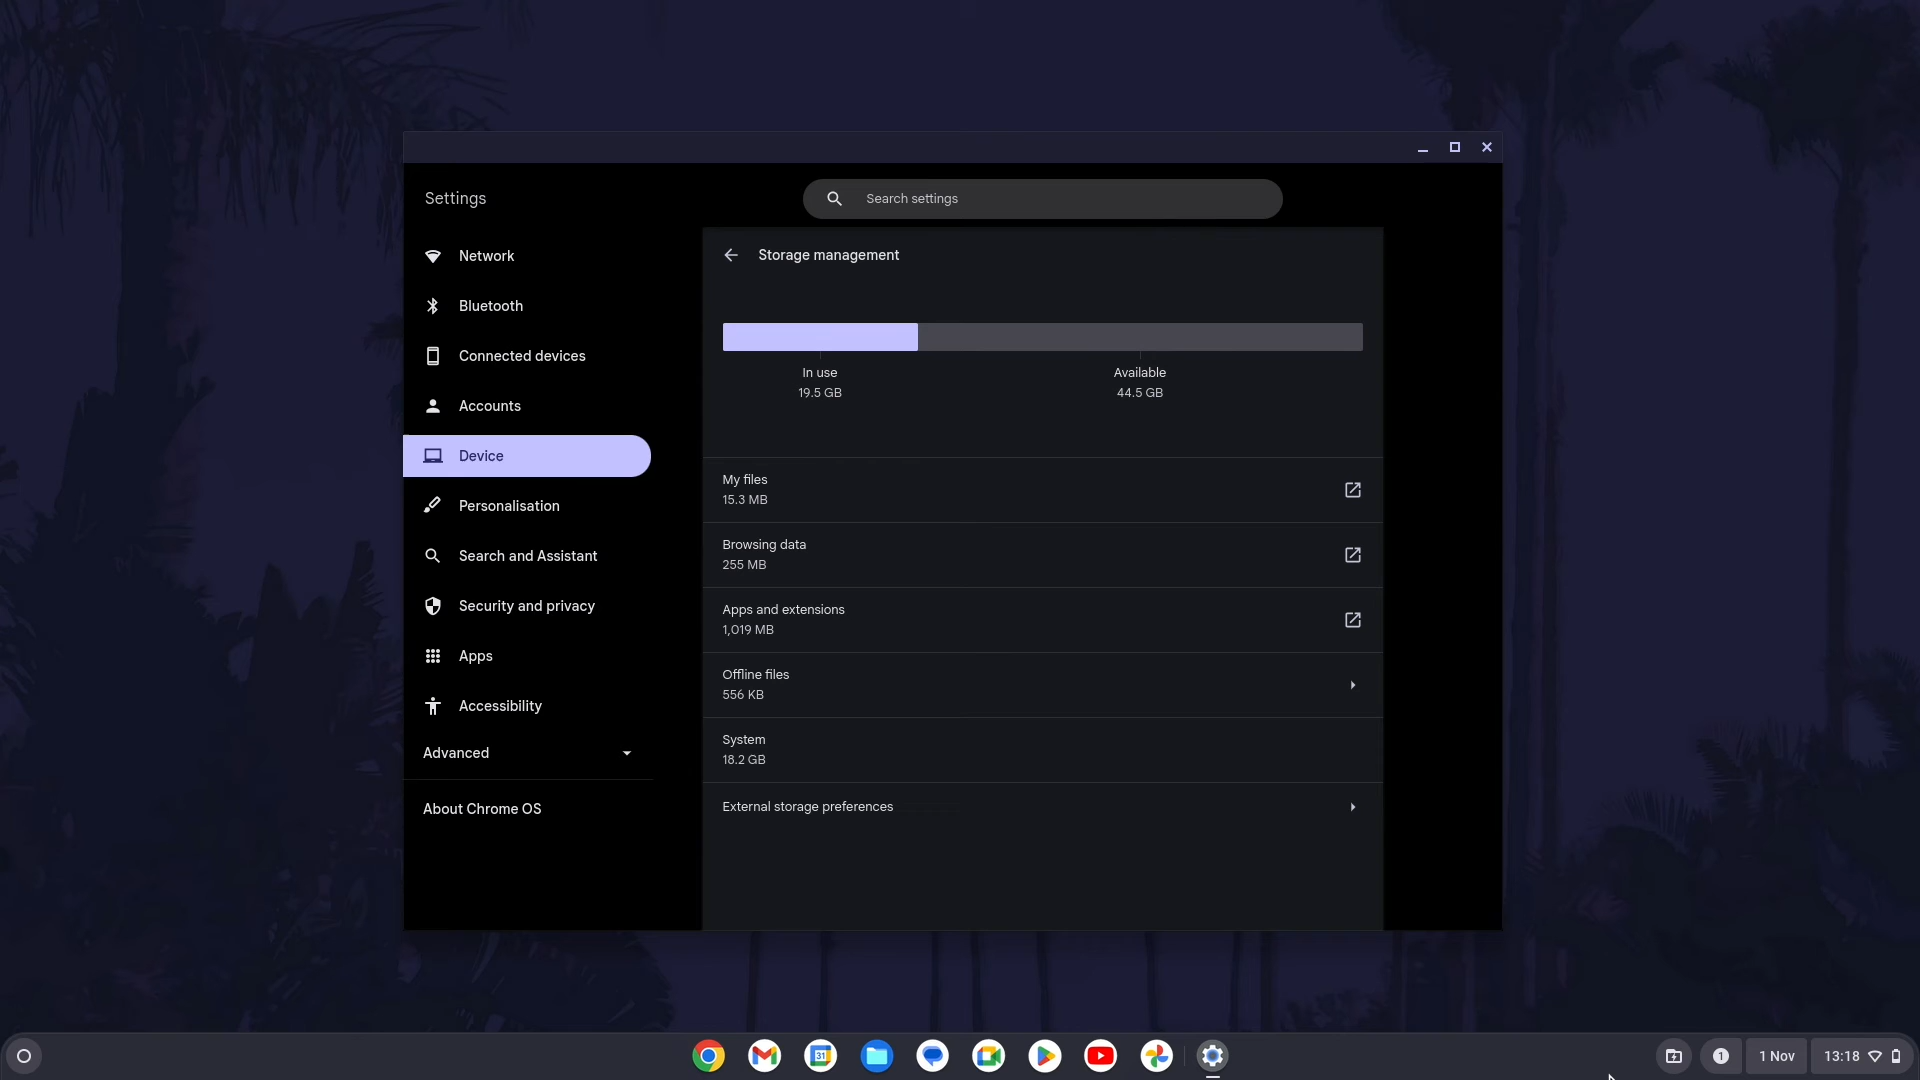 Settings
Search settings
Network
Bluetooth
Connected devices
Accounts
Device
Personalisation
Search and Assistant
Security and privacy
Apps
Accessibility
Advanced
About Chrome OS
Storage management
In use
19.5 GB
Available
44.5 GB
My files
15.3 MB
Browsing data
255 MB
Apps and extensions
1,019 MB
Offline files
556 KB
System
18.2 GB
External storage preferences
31
1
1 Nov
13:18